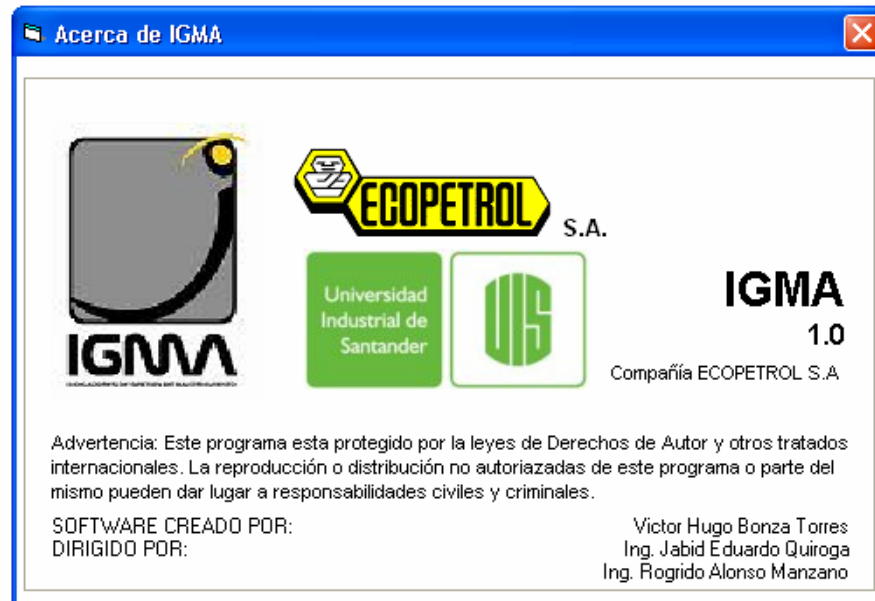 Acerca de IGMA
IGMA
ECOPETROL
S.A.
Universidad
Industrial de
Santander
UIS
IGMA
1.0
Compañía ECOPETROL S.A
Advertencia: Este programa esta protegido por la leyes de Derechos de Autor y otros tratados
internacionales. La reproducción o distribución no autoriazadas de este programa o parte del
mismo pueden dar lugar a responsabilidades civiles y criminales.
SOFTWARE CREADO POR: Victor Hugo Bonza Torres
DIRIGIDO POR: Ing. Jabid Eduardo Quiroga
Ing. Rogrido Alonso Manzano